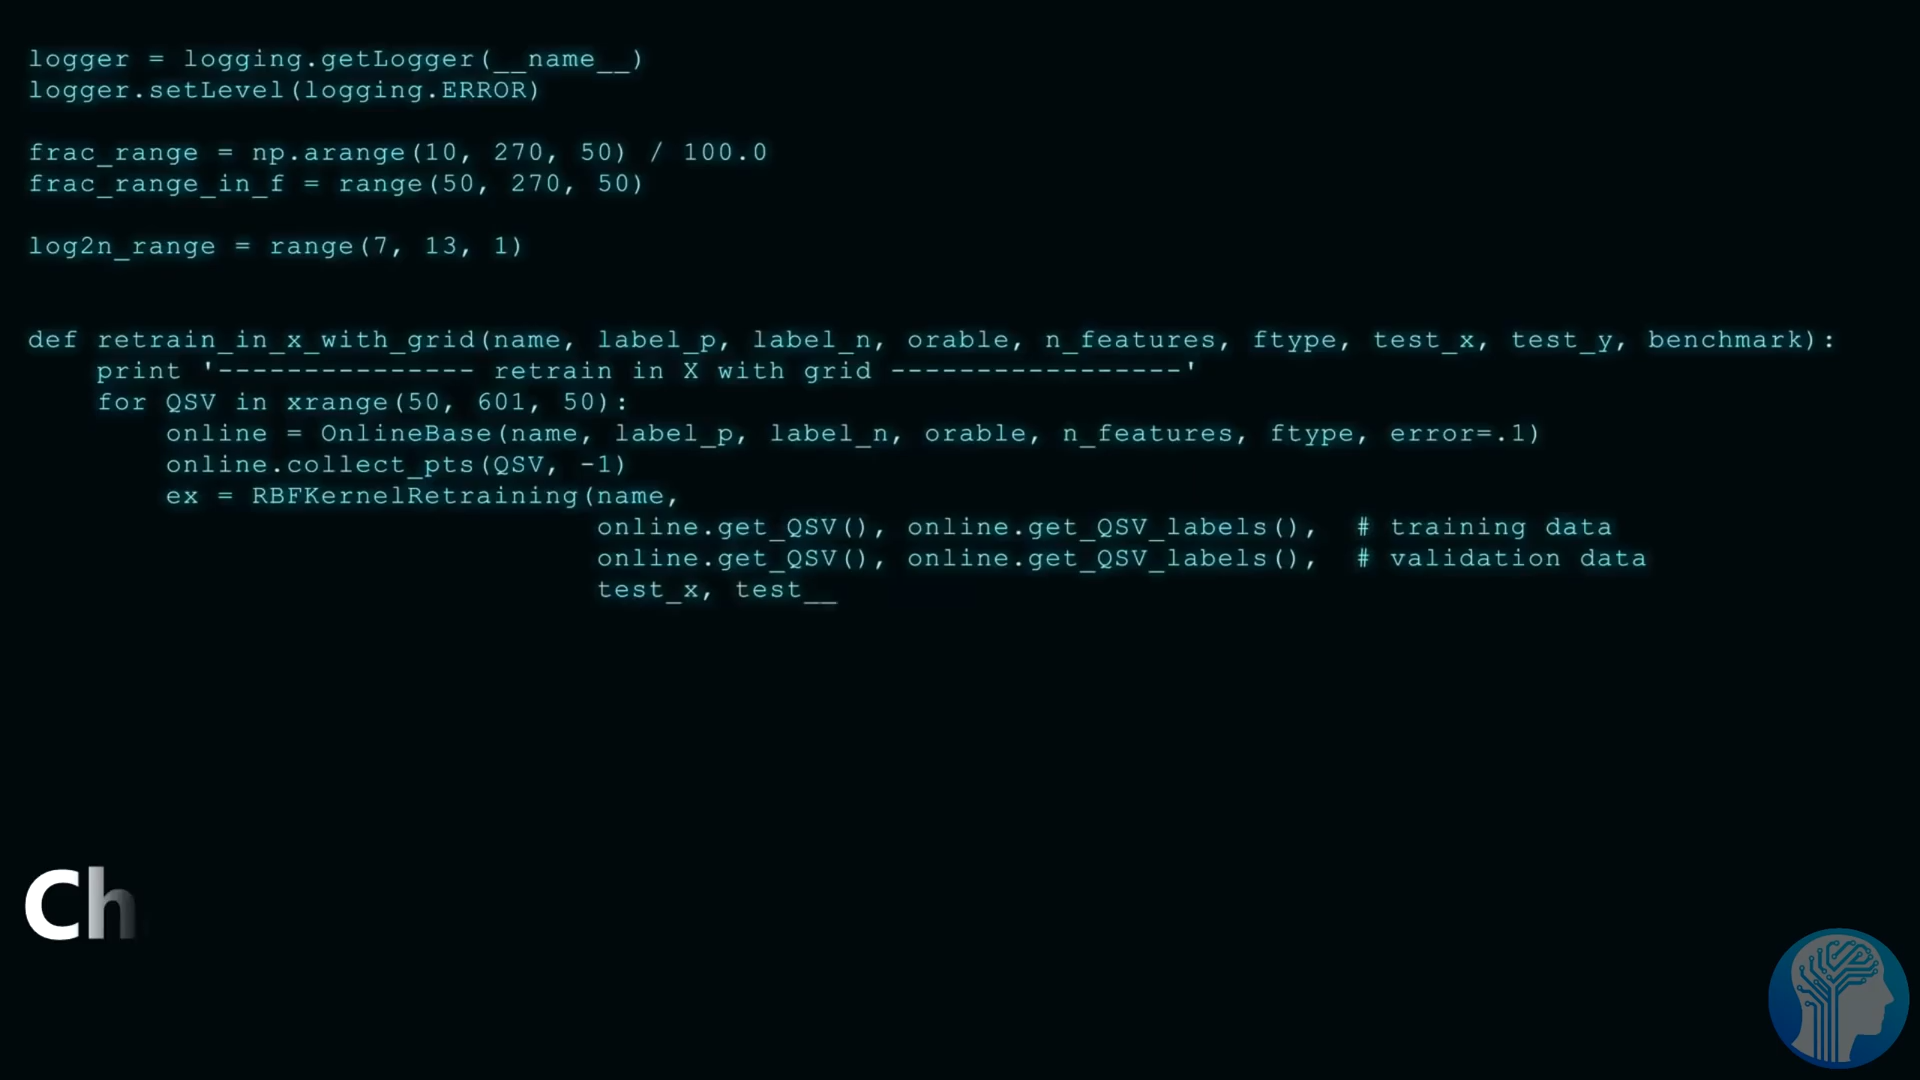 logger = logging.getLogger(__name__)
logger.setLevel(logging.ERROR)
frac_range = np.arange(10, 270, 50) / 100.0
frac_range_in_f = range(50, 270, 50)
log2n_range = range(7, 13, 1)
def retrain_in_x_with_grid(name, label_p, label_n, orable, n_features, ftype, test_x, test_y, benchmark):
print '--------------- retrain in X with grid -----------------'
for QSV in xrange(50, 601, 50):
online = OnlineBase(name, label_p, label_n, orable, n_features, ftype, error=.1)
online.collect_pts(QSV, -1)
ex = RBFKernelRetraining(name,
online.get_QSV(), online.get_QSV_labels(), # training data
online.get_QSV(), online.get_QSV_labels(), # validation data
test_x, test__
Ch